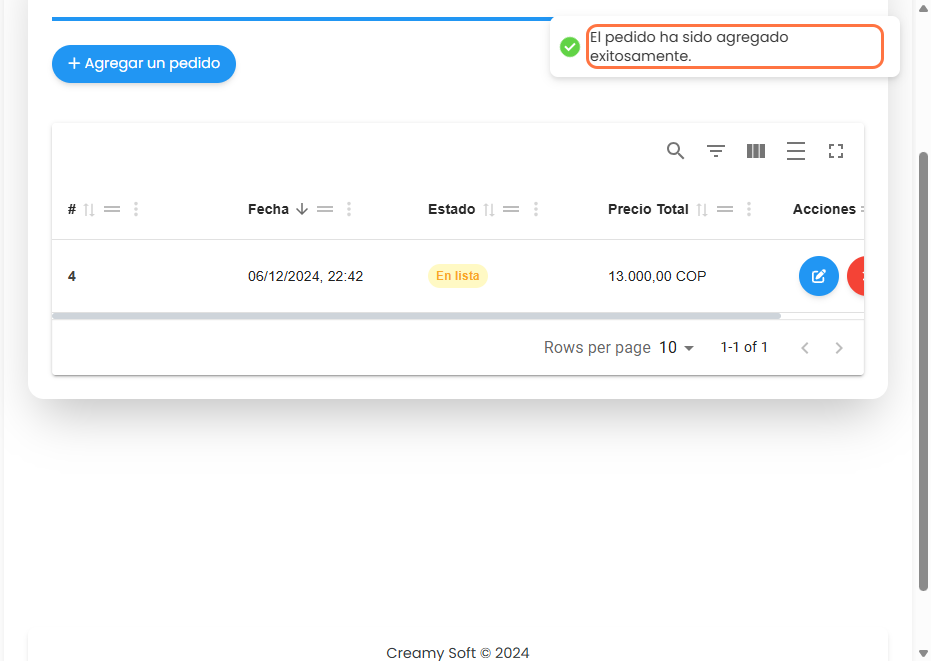 El pedido ha sido agregado
exitosamente.
+ Agregar un pedido
# Fecha Estado Precio Total Acciones
4 06/12/2024, 22:42 En lista 13.000,00 COP
Rows per page 10 1-1 of 1
Creamy Soft © 2024